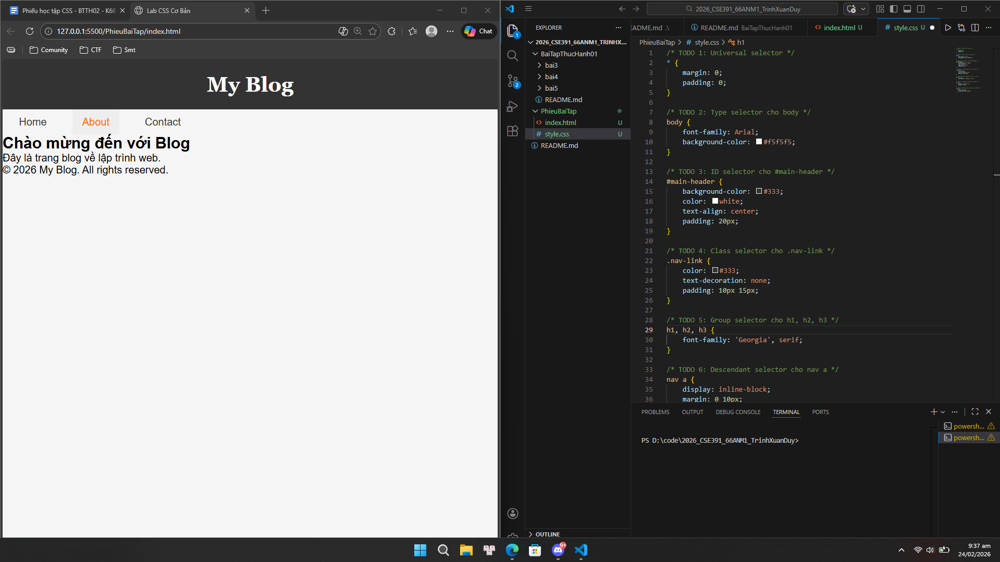 Phiếu học tập CSS - BTTH02 - K66
Lab CSS Cơ Bản
127.0.0.1:5500/PhieuBaiTap/index.html
Chat
Comunity
CTF
Smt
My Blog
Home
About
Contact
Chào mừng đến với Blog
Đây là trang blog về lập trình web.
© 2026 My Blog. All rights reserved.
2026_CSE391_66ANM1_TrinhXuanDuy
EXPLORER
2026_CSE391_66ANM1_TRINHX...
BaiTapThucHanh01
bai3
bai4
bai5
README.md
PhieuBaiTap
index.html U
style.css U
README.md
OUTLINE
1
2
EADME.md .\
README.md BaiTapThucHanh01
index.html U
style.css U
PhieuBaiTap > # style.css > h1
1 /* TODO 1: Universal selector */
2 * {
3 margin: 0;
4 padding: 0;
5 }
6
7 /* TODO 2: Type selector cho body */
8 body {
9 font-family: Arial;
10 background-color: #f5f5f5;
11 }
12
13 /* TODO 3: ID selector cho #main-header */
14 #main-header {
15 background-color: #333;
16 color: white;
17 text-align: center;
18 padding: 20px;
19 }
20
21 /* TODO 4: Class selector cho .nav-link */
22 .nav-link {
23 color: #333;
24 text-decoration: none;
25 padding: 10px 15px;
26 }
27
28 /* TODO 5: Group selector cho h1, h2, h3 */
29 h1, h2, h3 {
30 font-family: 'Georgia', serif;
31 }
32
33 /* TODO 6: Descendant selector cho nav a */
34 nav a {
35 display: inline-block;
36 margin: 0 10px;
PROBLEMS OUTPUT DEBUG CONSOLE TERMINAL PORTS
PS D:\code\2026_CSE391_66ANM1_TrinhXuanDuy>
powersh...
powersh...
9+
9:37 am
24/02/2026